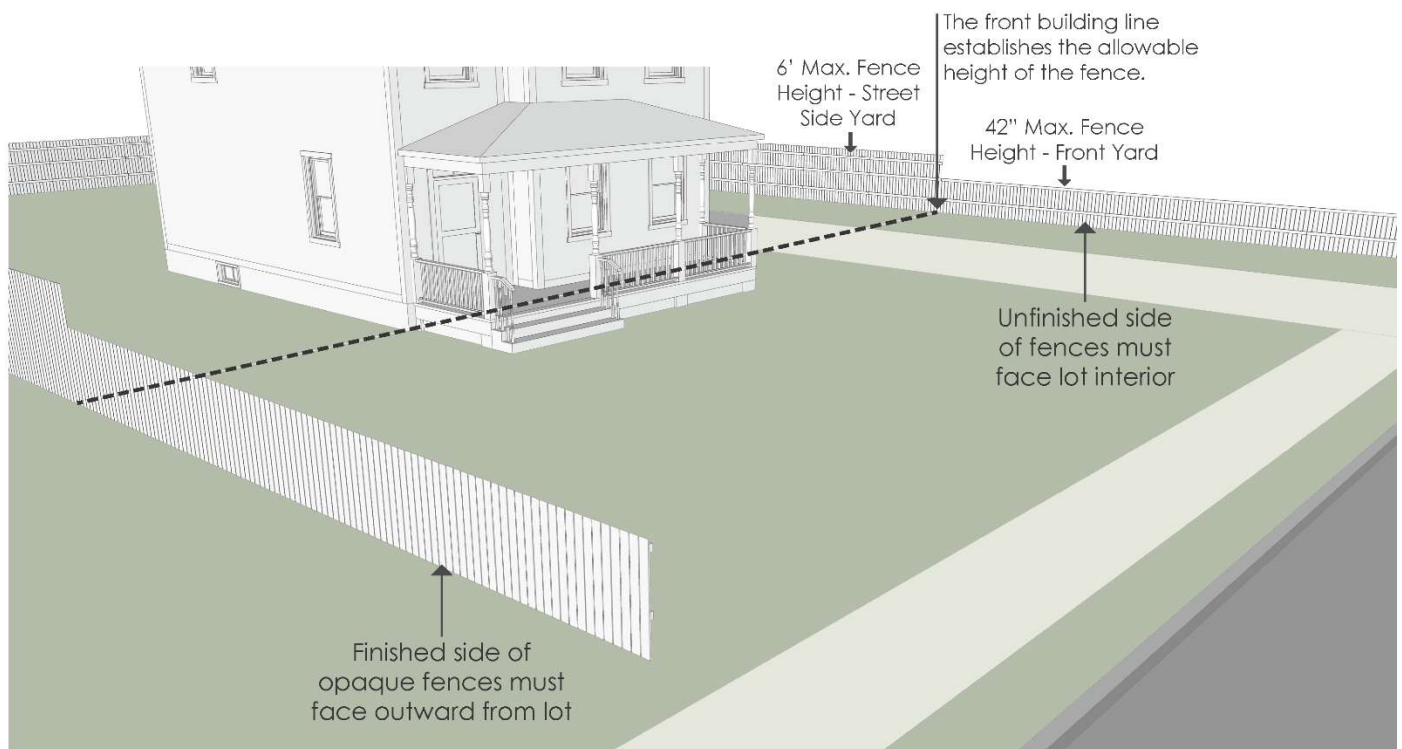 The front building line
establishes the allowable
height of the fence.
6’ Max. Fence
Height - Street
Side Yard
42” Max. Fence
Height - Front Yard
Unfinished side
of fences must
face lot interior
Finished side of
opaque fences must
face outward from lot